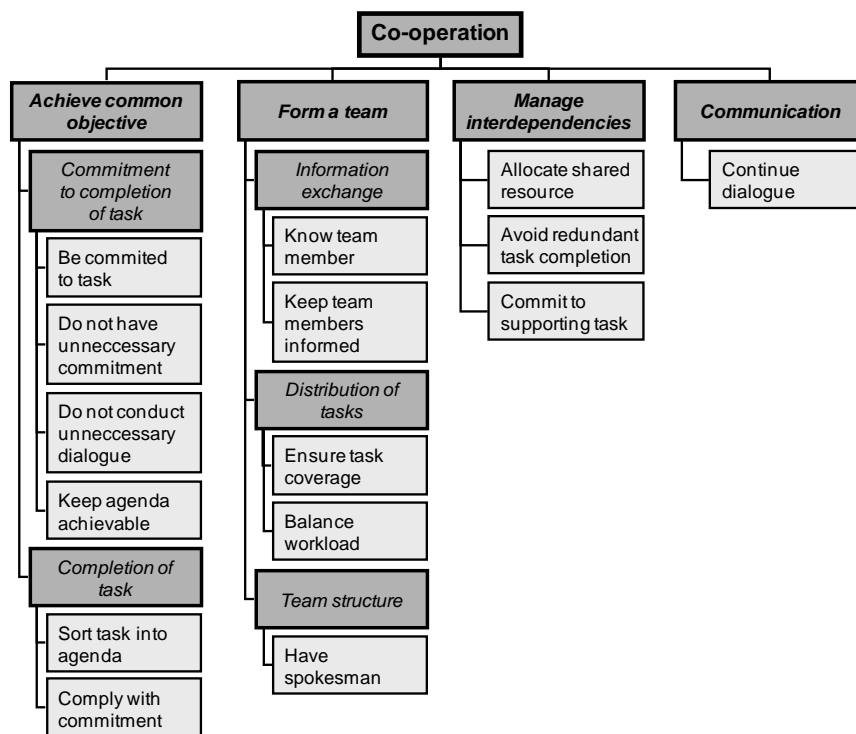 Co-operation
Achieve common
objective
Commitment
to completion
of task
Be commited
to task
Do not have
unneccessary
commitment
Do not conduct
unneccessary
dialogue
Keep agenda
achievable
Completion of
task
Sort task into
agenda
Comply with
commitment
Form a team
Information
exchange
Know team
member
Keep team
members
informed
Distribution of
tasks
Ensure task
coverage
Balance
workload
Team structure
Have
spokesman
Manage
interdependencies
Allocate shared
resource
Avoid redundant
task completion
Commit to
supporting task
Communication
Continue
dialogue